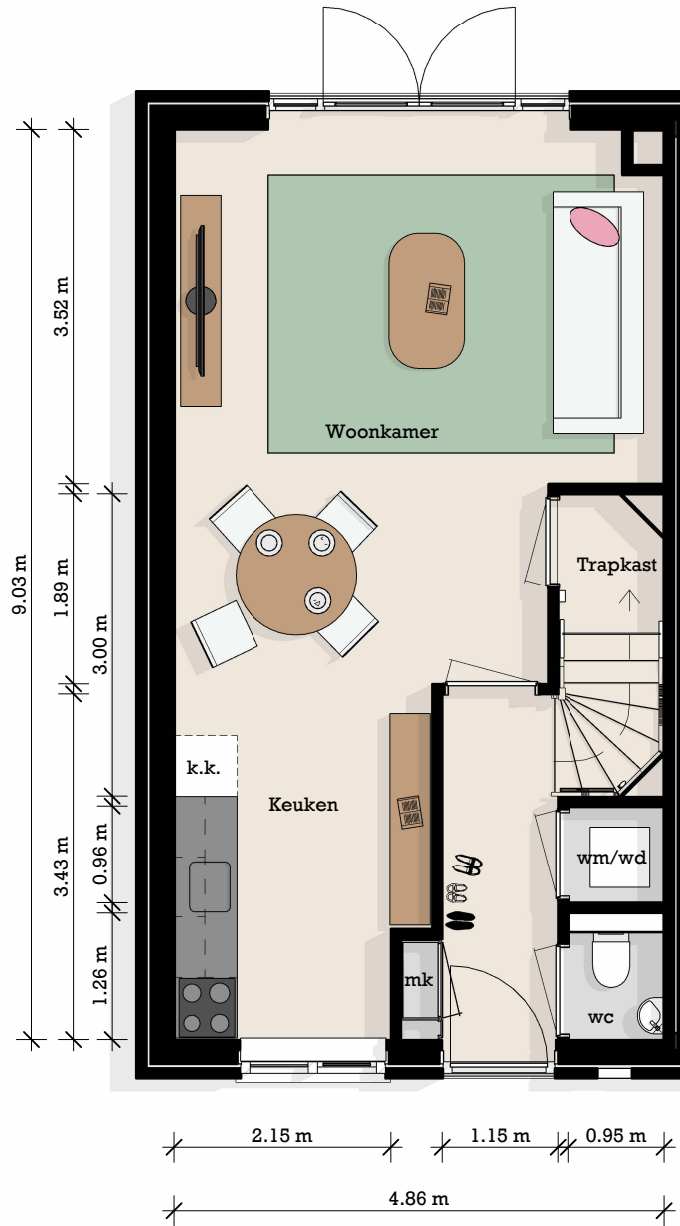 3.52 m
Woonkamer
9.03 m
1.89 m
3.00 m
Trapkast
k.k.
Keuken
3.43 m
0.96 m
wm/wd
1.26 m
mk
wc
2.15 m
1.15 m
0.95 m
4.86 m